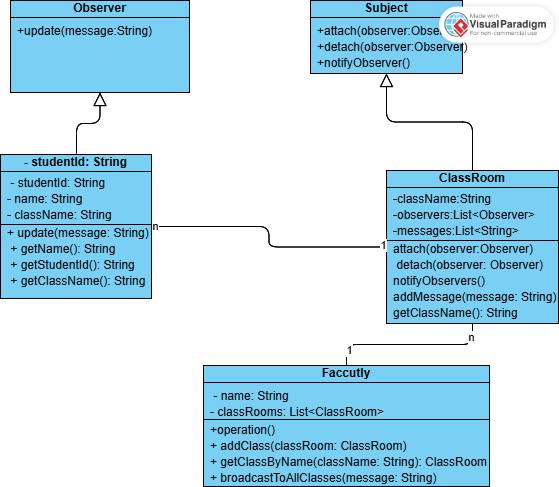 Observer
+update(message:String)
Subject
+attach(observer:Obse
+detach(observer:Observer)
+notifyObserver()
Made with
Visual Paradigm
For non-commercial use
- studentId: String
- studentId: String
- name: String
- className: String
+ update(message: String)
+ getName(): String
+ getStudentId(): String
+ getClassName(): String
n
1
ClassRoom
-className:String
-observers:List<Observer>
-messages:List<String>
attach(observer:Observer)
detach(observer: Observer)
notifyObservers()
addMessage(message: String)
getClassName(): String
n
1
Faccutly
- name: String
- classRooms: List<ClassRoom>
+operation()
+ addClass(classRoom: ClassRoom)
+ getClassByName(className: String): ClassRoom
+ broadcastToAllClasses(message: String)